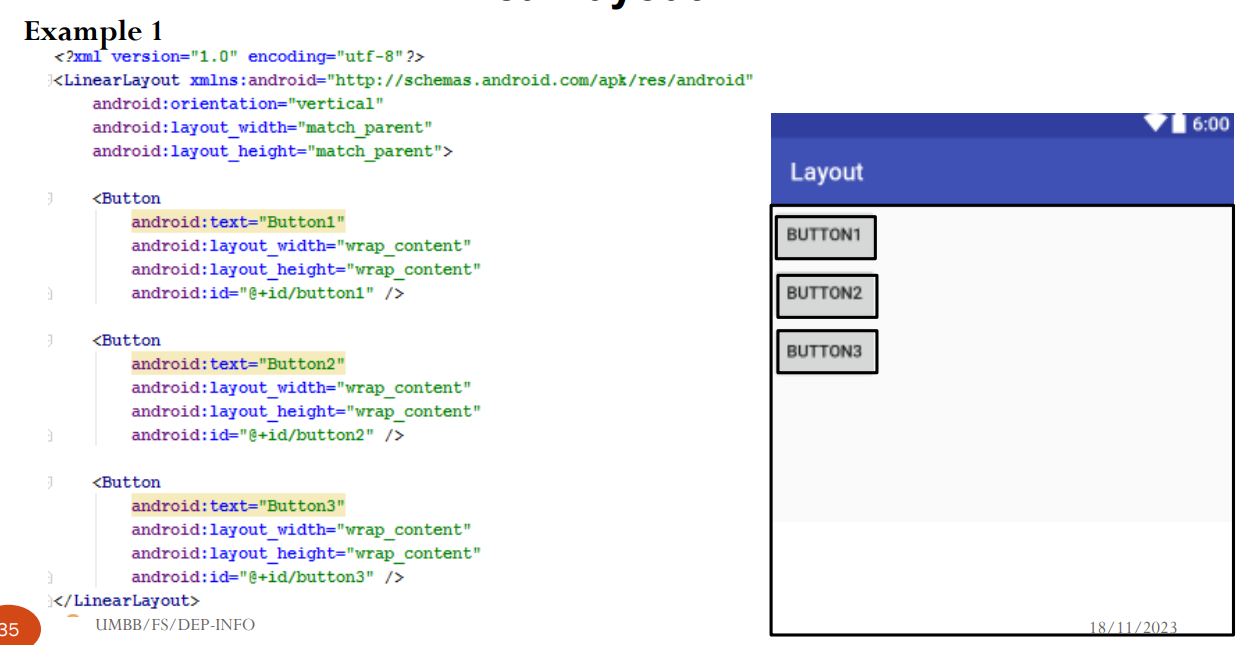 Example 1
<?xml version="1.0" encoding="utf-8"?>
<LinearLayout xmlns:android="http://schemas.android.com/apk/res/android"
    android:orientation="vertical"
    android:layout_width="match_parent"
    android:layout_height="match_parent">
    <Button
        android:text="Button1"
        android:layout_width="wrap_content"
        android:layout_height="wrap_content"
        android:id="@+id/button1" />
    <Button
        android:text="Button2"
        android:layout_width="wrap_content"
        android:layout_height="wrap_content"
        android:id="@+id/button2" />
    <Button
        android:text="Button3"
        android:layout_width="wrap_content"
        android:layout_height="wrap_content"
        android:id="@+id/button3" />
</LinearLayout>
6:00
Layout
BUTTON1
BUTTON2
BUTTON3
35
UMBB/FS/DEP-INFO
18/11/2023